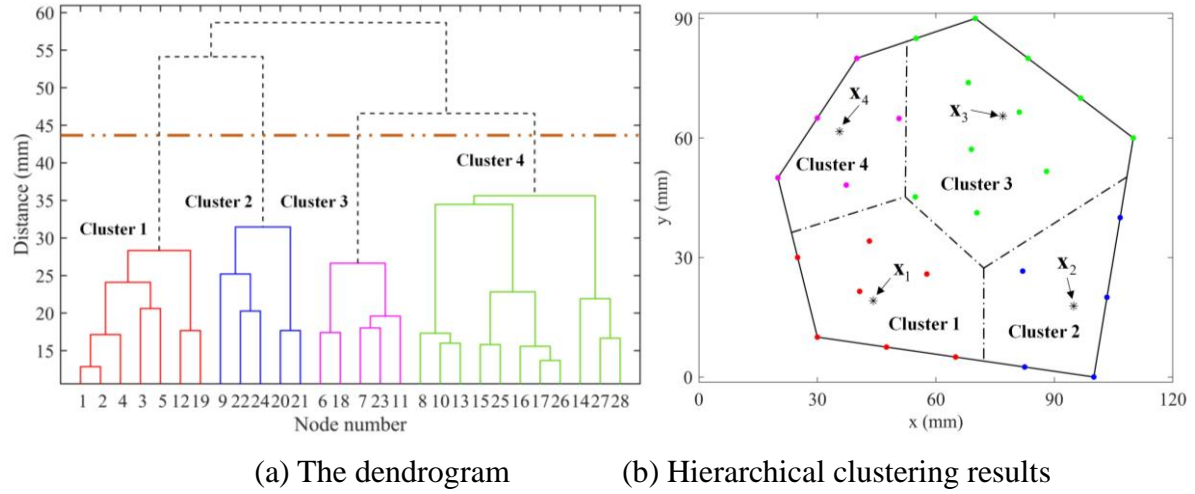 60
55
50
45
40
35
30
25
20
15
Distance (mm)
Cluster 1
Cluster 2
Cluster 3
Cluster 4
1 2 4 3 5 12 19 9 22 24 20 21 6 18 7 23 11 8 10 13 15 25 16 17 26 14 27 28
Node number
90
60
30
0
y (mm)
x4
Cluster 4
x3
Cluster 3
x1
Cluster 1
x2
Cluster 2
0 30 60 90 120
x (mm)
(a) The dendrogram
(b) Hierarchical clustering results